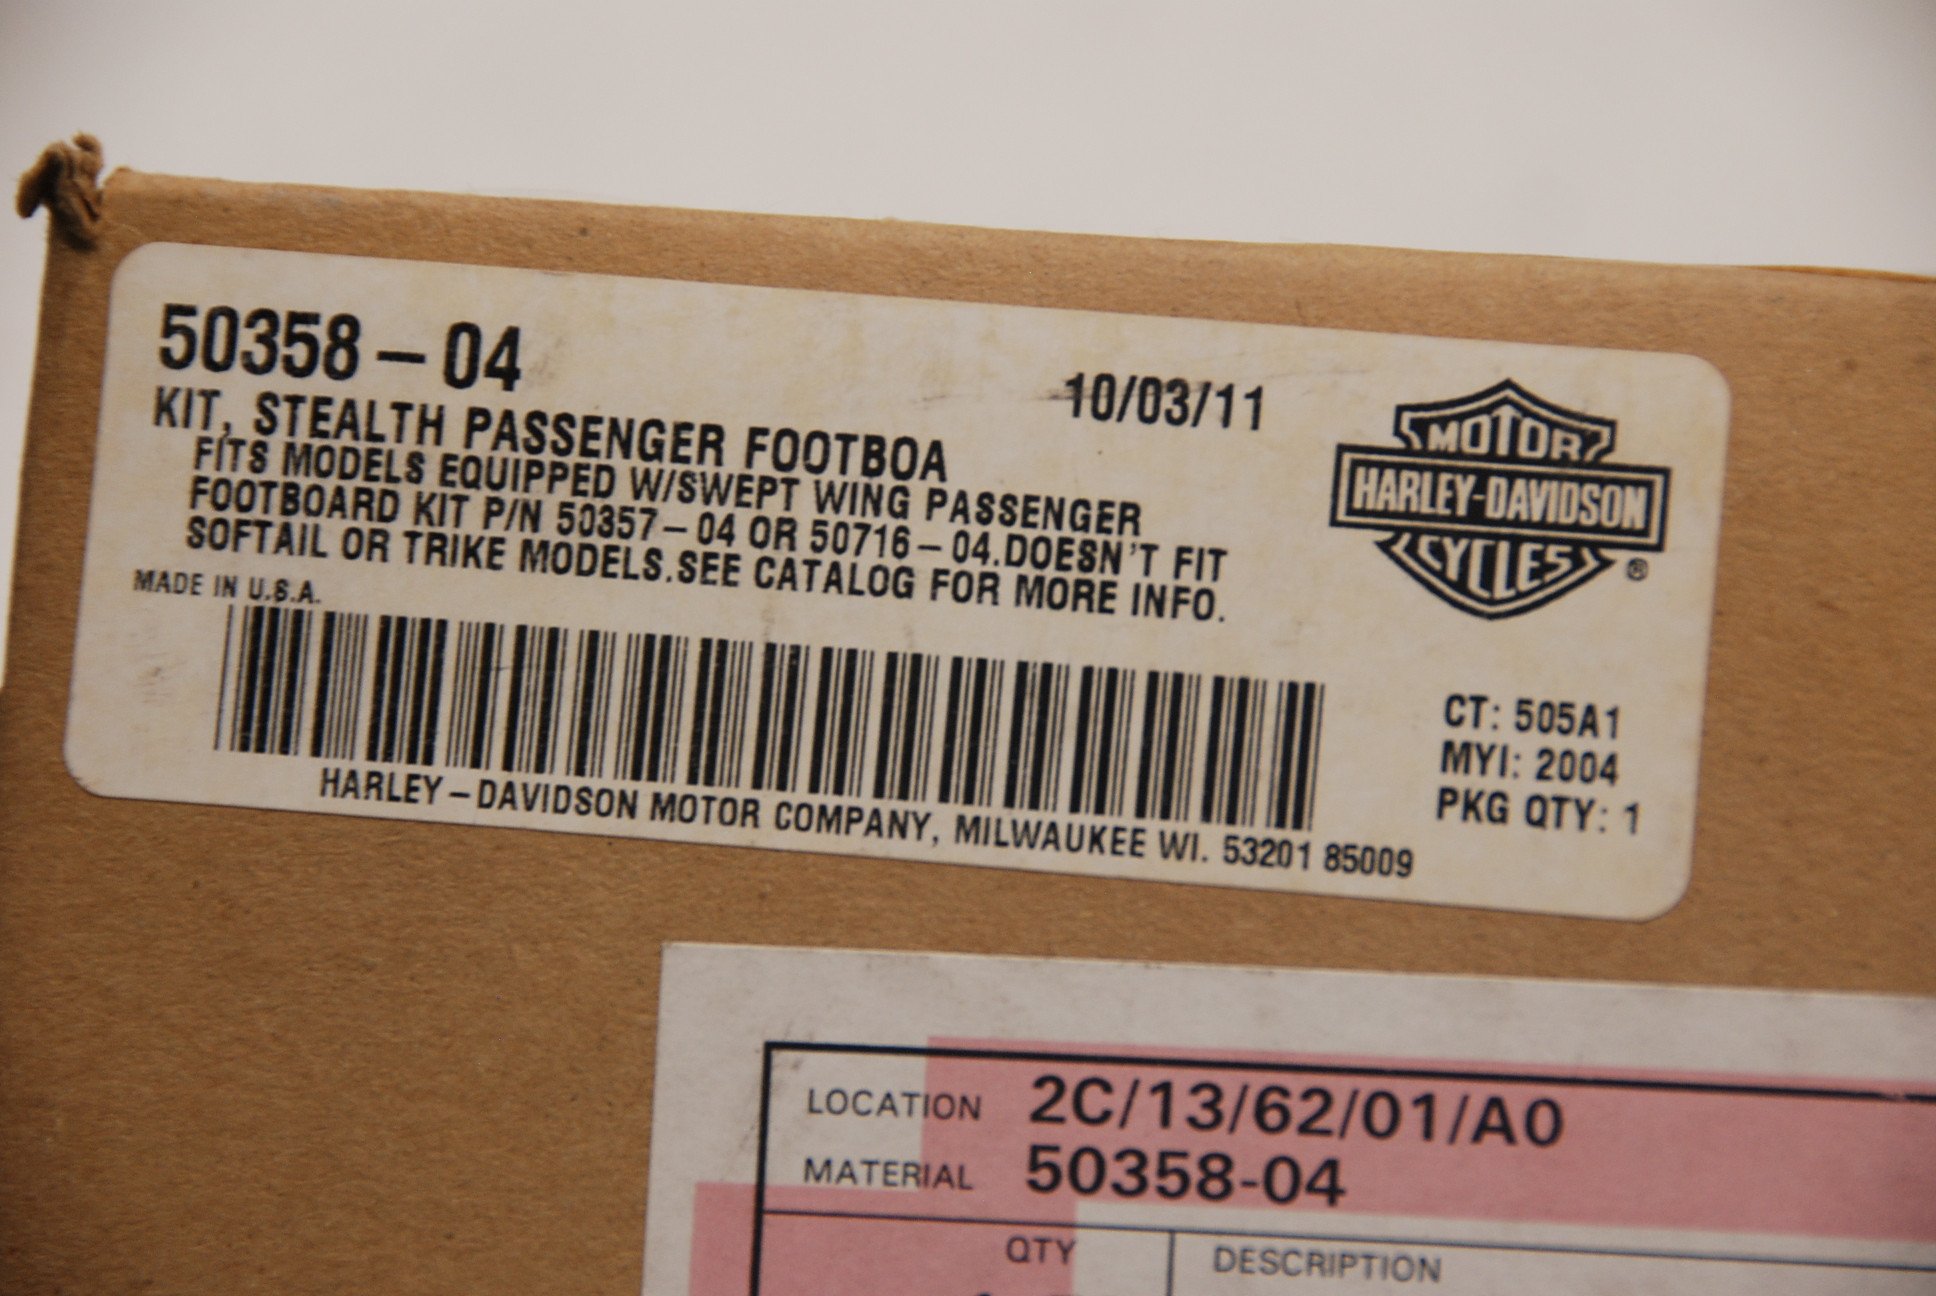 50358-04
10/03/11
KIT, STEALTH PASSENGER FOOTBOA
FITS MODELS EQUIPPED W/SWEPT WING PASSENGER
FOOTBOARD KIT P/N 50357-04 OR 50716-04.DOESN'T FIT
SOFTAIL OR TRIKE MODELS.SEE CATALOG FOR MORE INFO.
MADE IN U.S.A.
MOTOR
HARLEY-DAVIDSON
CYCLES
®
CT: 505A1
MYI: 2004
PKG QTY: 1
HARLEY-DAVIDSON MOTOR COMPANY, MILWAUKEE WI. 53201 85009
LOCATION 2C/13/62/01/A0
MATERIAL 50358-04
QTY DESCRIPTION